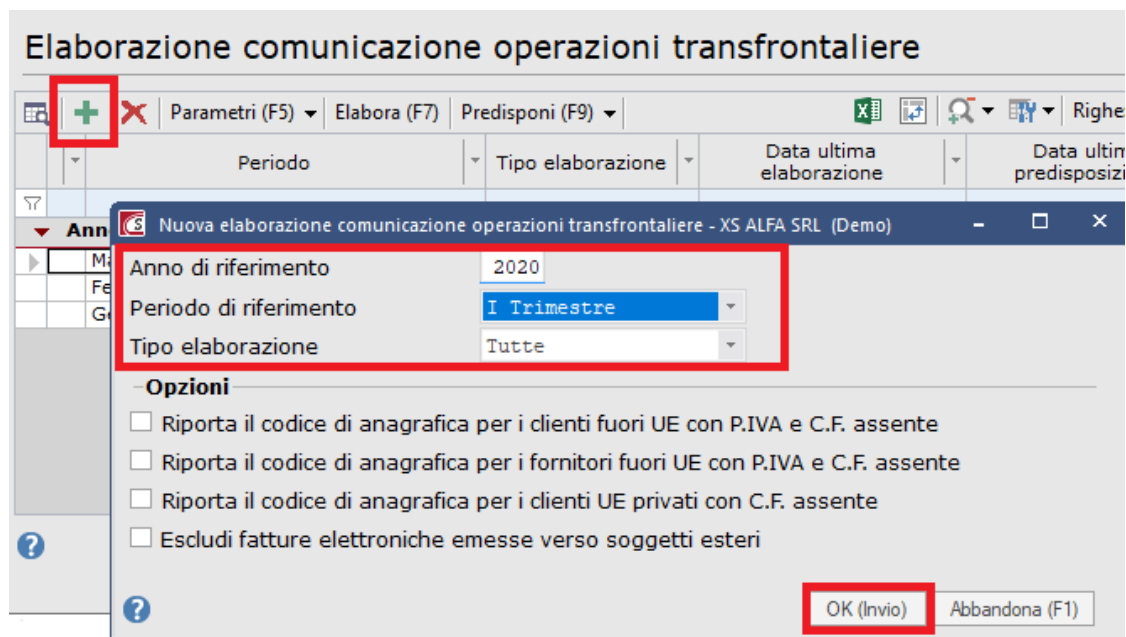 Elaborazione comunicazione operazioni transfrontaliere
Parametri (F5) Elabora (F7) Predisponi (F9) Righe
Periodo Tipo elaborazione Data ultima elaborazione Data predisposizi
Nuova elaborazione comunicazione operazioni transfrontaliere - XS ALFA SRL (Demo)
Anno di riferimento 2020
Periodo di riferimento I Trimestre
Tipo elaborazione Tutte
Opzioni
Riporta il codice di anagrafica per i clienti fuori UE con P.IVA e C.F. assente
Riporta il codice di anagrafica per i fornitori fuori UE con P.IVA e C.F. assente
Riporta il codice di anagrafica per i clienti UE privati con C.F. assente
Escludi fatture elettroniche emesse verso soggetti esteri
OK (Invio) Abbandona (F1)